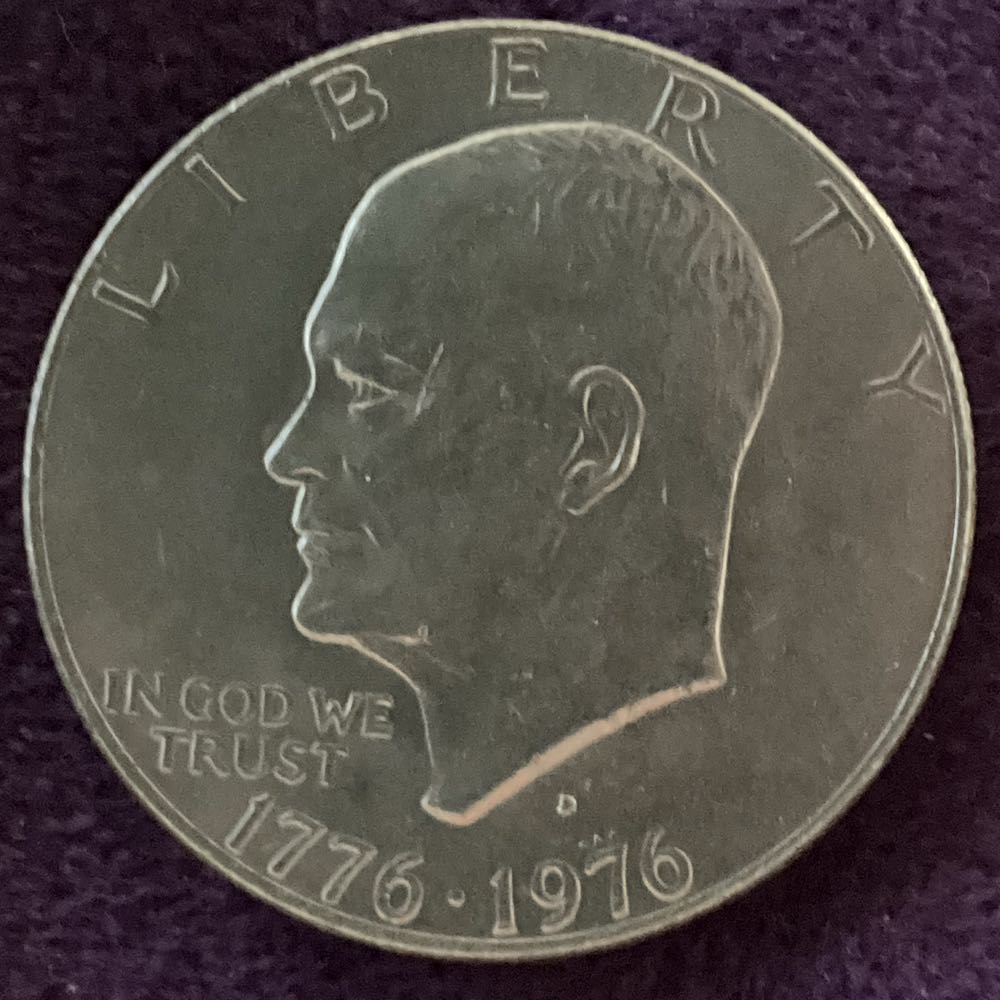 LIBERTY
IN GOD WE
TRUST
D
1776·1976